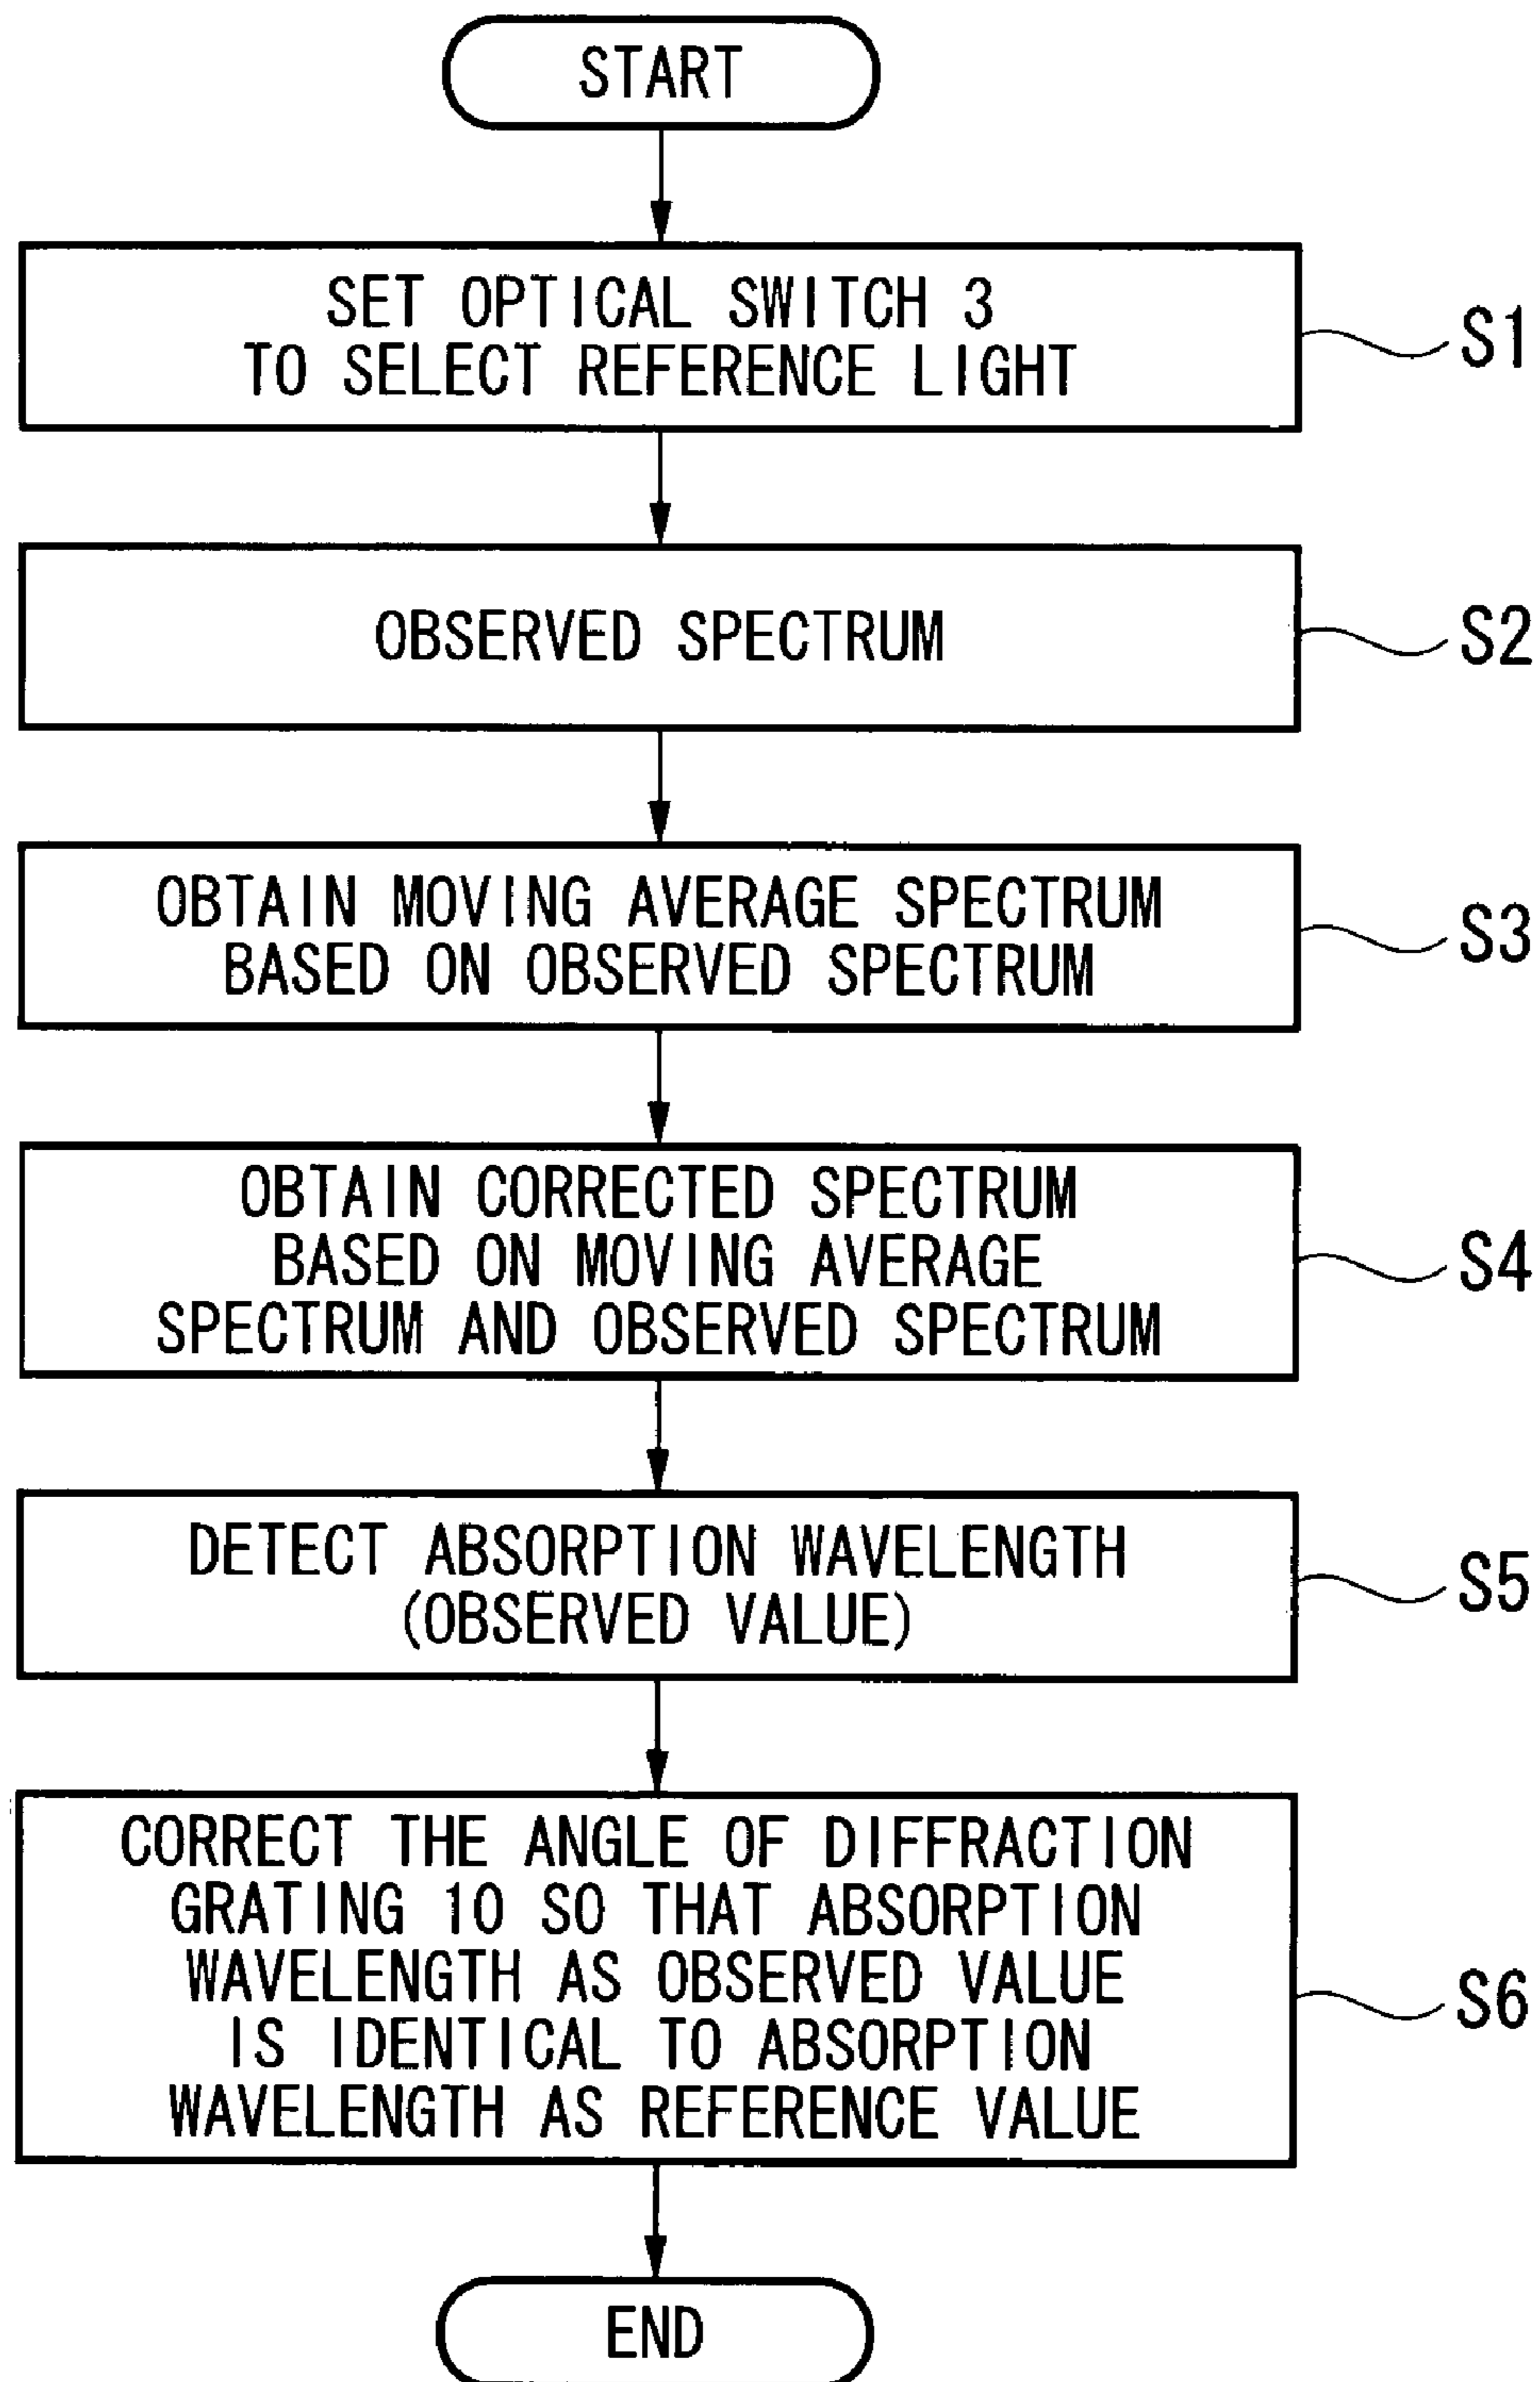 START
SET OPTICAL SWITCH 3
TO SELECT REFERENCE LIGHT
S1
OBSERVED SPECTRUM
S2
OBTAIN MOVING AVERAGE SPECTRUM
BASED ON OBSERVED SPECTRUM
S3
OBTAIN CORRECTED SPECTRUM
BASED ON MOVING AVERAGE
SPECTRUM AND OBSERVED SPECTRUM
S4
DETECT ABSORPTION WAVELENGTH
(OBSERVED VALUE)
S5
CORRECT THE ANGLE OF DIFFRACTION
GRATING 10 SO THAT ABSORPTION
WAVELENGTH AS OBSERVED VALUE
IS IDENTICAL TO ABSORPTION
WAVELENGTH AS REFERENCE VALUE
S6
END